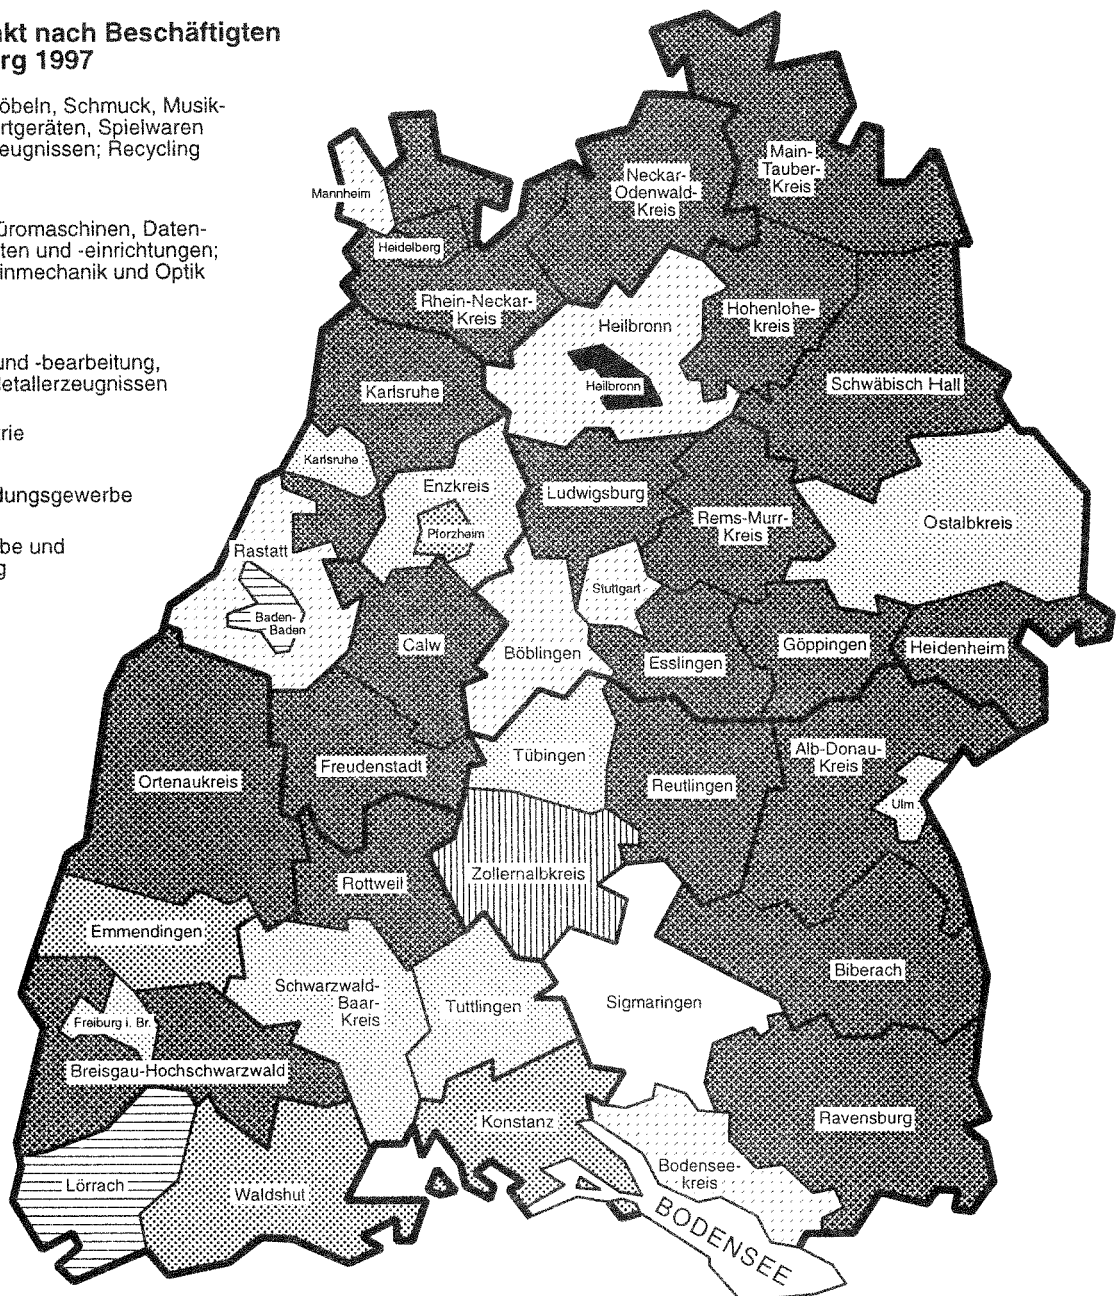 kt nach Beschäftigten
rg 1997
öbeln, Schmuck, Musik-
rtgeräten, Spielwaren
eugnissen; Recycling
üromaschinen, Daten-
ten und -einrichtungen;
inmechanik und Optik
und -bearbeitung,
etallerzeugnissen
rie
dungsgewerbe
be und
g
Main-
Tauber-
Kreis
Neckar-
Odenwald-
Kreis
Mannheim
Heidelberg
Rhein-Neckar-
Kreis
Heilbronn
Hohenlohe-
kreis
Heilbronn
Schwäbisch Hall
Karlsruhe
Karlsruhe
Enzkreis
Ludwigsburg
Rems-Murr-
Kreis
Ostalbkreis
Pforzheim
Rastatt
Stuttgart
Baden-
Baden
Calw
Böblingen
Esslingen
Göppingen
Heidenheim
Ortenaukreis
Freudenstadt
Tübingen
Reutlingen
Alb-Donau-
Kreis
Ulm
Rottweil
Zollernalbkreis
Emmendingen
Biberach
Schwarzwald-
Baar-
Kreis
Tuttlingen
Sigmaringen
Freiburg i. Br.
Breisgau-Hochschwarzwald
Konstanz
Ravensburg
Lörrach
Waldshut
Bodensee-
kreis
BODENSEE